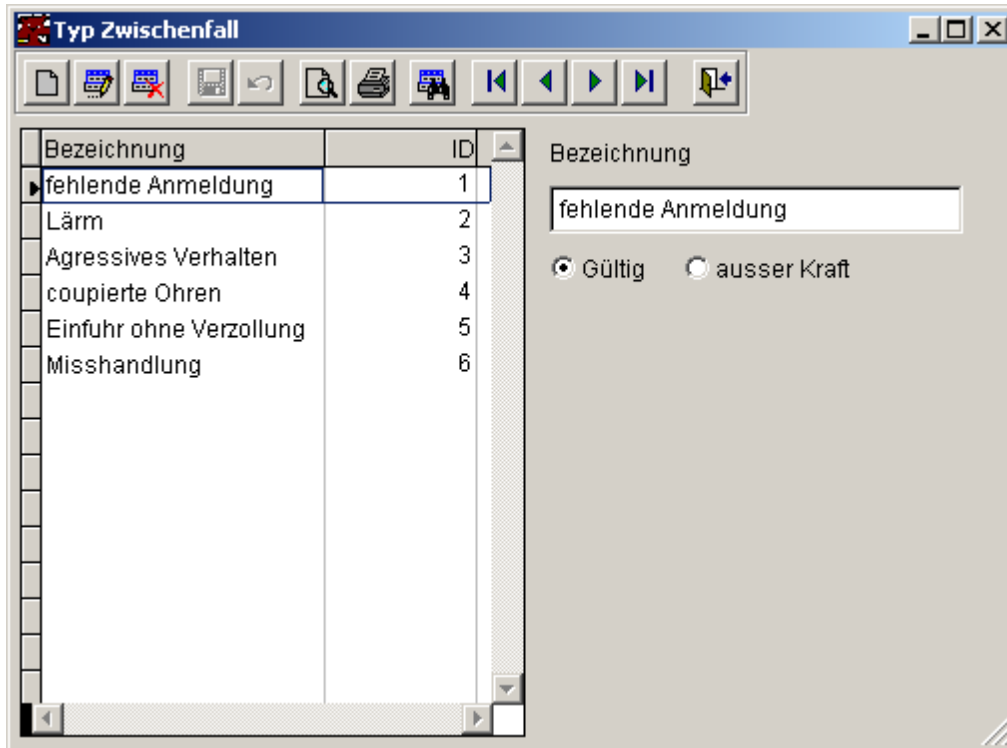 Typ Zwischenfall
Bezeichnung ID
fehlende Anmeldung 1
Lärm 2
Agressives Verhalten 3
coupierte Ohren 4
Einfuhr ohne Verzollung 5
Misshandlung 6
Bezeichnung
fehlende Anmeldung
Gültig ausser Kraft